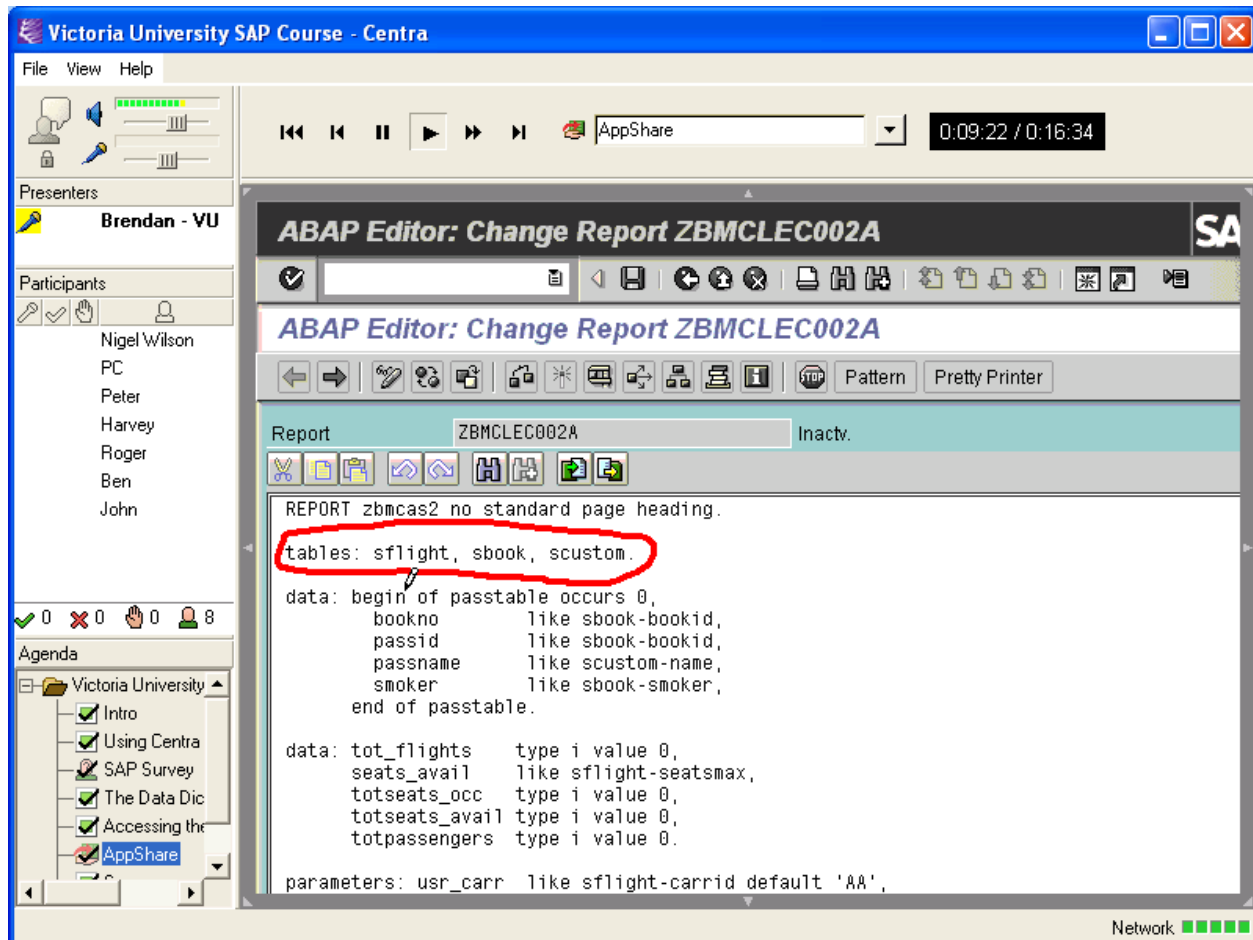 Victoria University SAP Course - Centra
File View Help
AppShare
0:09:22 / 0:16:34
Presenters
Brendan - VU
Participants
Nigel Wilson
PC
Peter
Harvey
Roger
Ben
John
0 0 0 8
Agenda
Victoria University
Intro
Using Centra
SAP Survey
The Data Dic
Accessing the
AppShare
ABAP Editor: Change Report ZBMCLEC002A
SA
ABAP Editor: Change Report ZBMCLEC002A
STOP
Pattern
Pretty Printer
Report ZBMCLEC002A Inactv.
REPORT zbmcas2 no standard page heading.
tables: sflight, sbook, scustom.
data: begin of passtable occurs 0,
bookno like sbook-bookid,
passid like sbook-bookid,
passname like scustom-name,
smoker like sbook-smoker,
end of passtable.
data: tot_flights type i value 0,
seats_avail like sflight-seatsmax,
totseats_occ type i value 0,
totseats_avail type i value 0,
totpassengers type i value 0.
parameters: usr_carr like sflight-carrid default 'AA',
Network